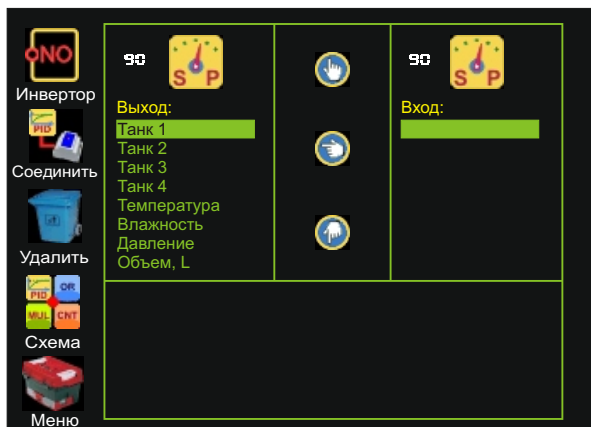 NO
Инвертор
PID
Соединить
Удалить
PID OR
MUL CNT
Схема
Меню
90
S P
Выход:
Танк 1
Танк 2
Танк 3
Танк 4
Температура
Влажность
Давление
Объем, L
90
S P
Вход: